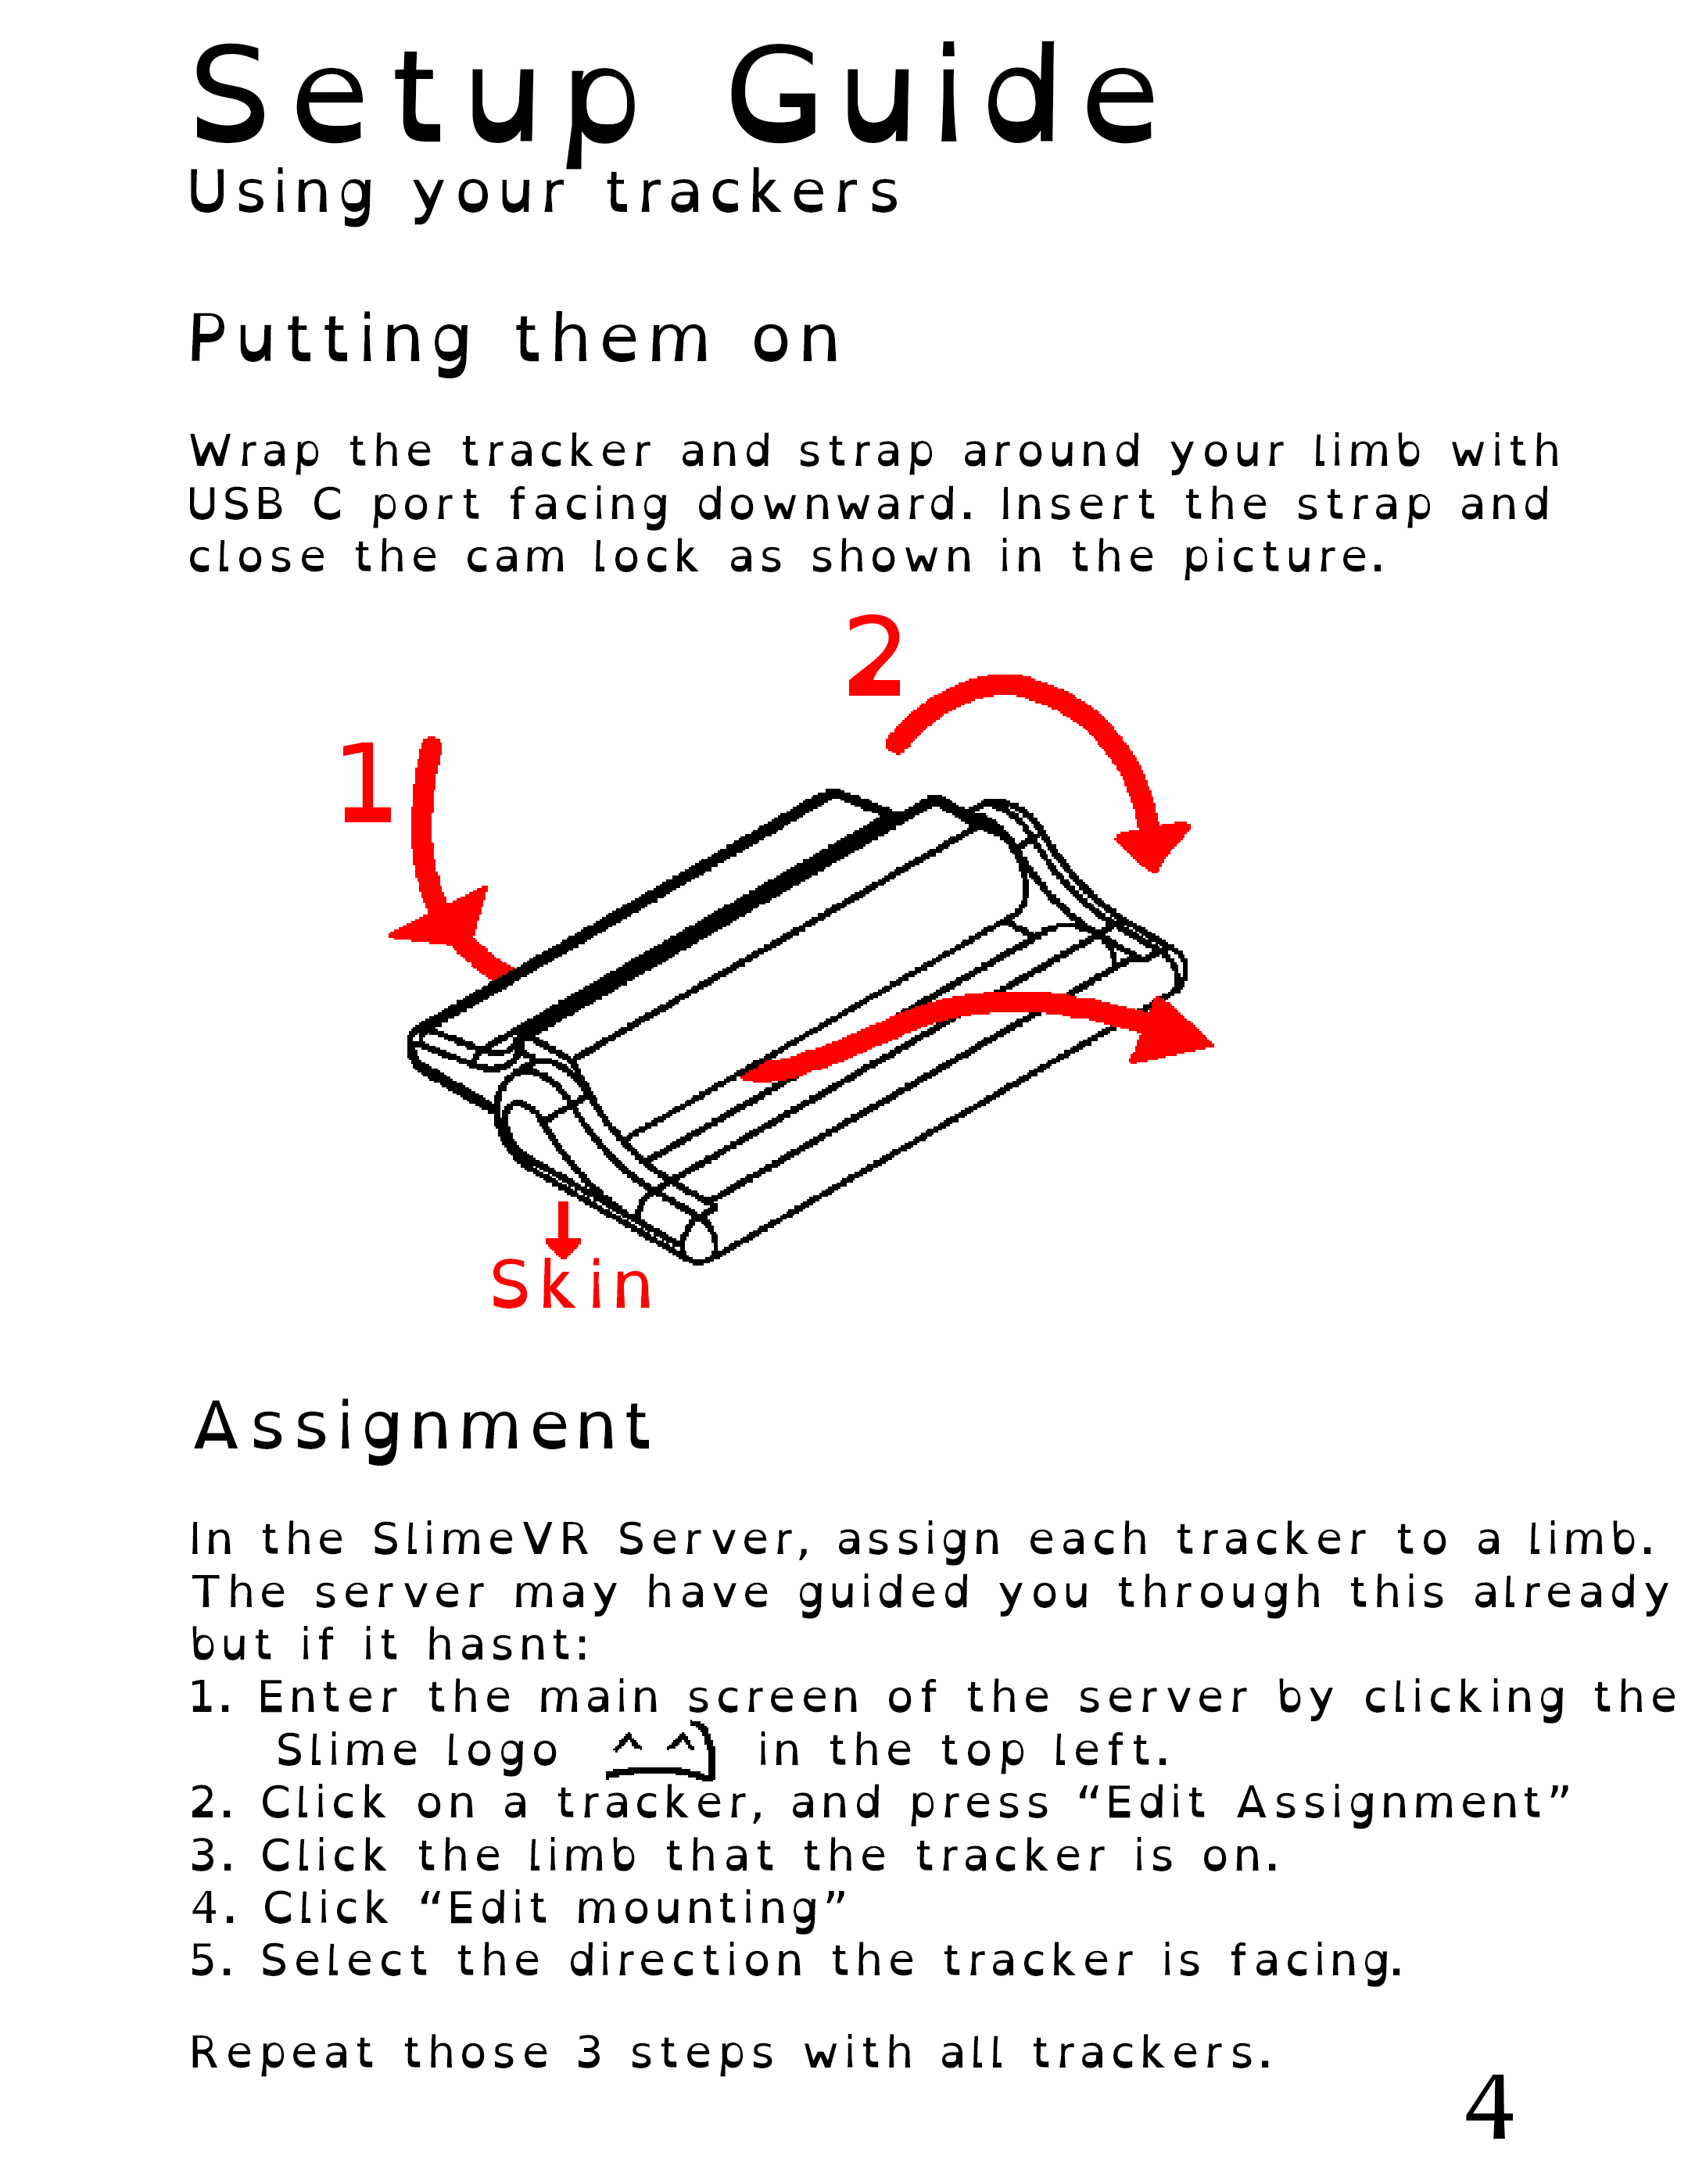 Setup Guide
Using your trackers
Putting them on
Wrap the tracker and strap around your limb with
USB C port facing downward. Insert the strap and
close the cam lock as shown in the picture.
2
1
Skin
Assignment
In the SlimeVR Server, assign each tracker to a limb.
The server may have guided you through this already
but if it hasnt:
1. Enter the main screen of the server by clicking the
Slime logo in the top left.
2. Click on a tracker, and press “Edit Assignment”
3. Click the limb that the tracker is on.
4. Click “Edit mounting”
5. Select the direction the tracker is facing.
Repeat those 3 steps with all trackers.
4